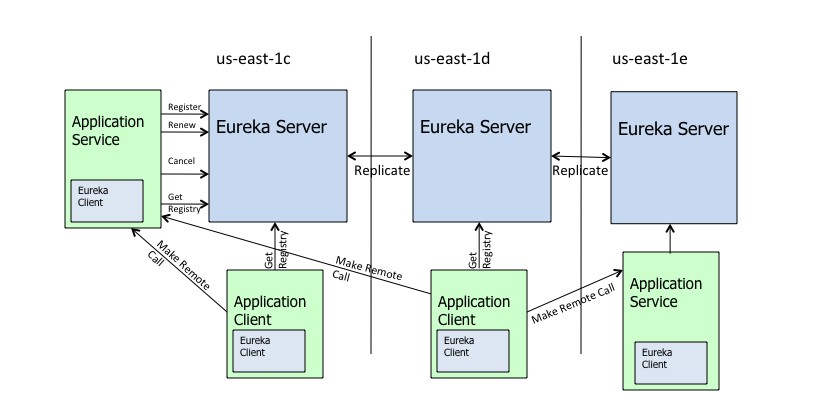 us-east-1c
us-east-1d
us-east-1e
Application
Service
Eureka
Client
Register
Renew
Cancel
Get
Registry
Eureka Server
Replicate
Eureka Server
Replicate
Eureka Server
Make Remote
Call
Get
Registry
Make Remote
Call
Get
Registry
Make Remote Call
Application
Client
Eureka
Client
Application
Client
Eureka
Client
Application
Service
Eureka
Client